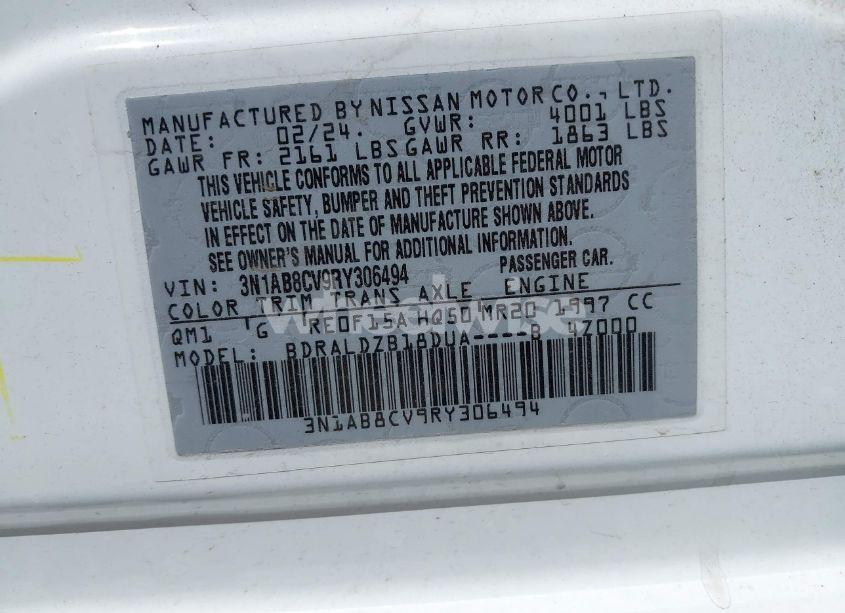 MANUFACTURED BY NISSAN MOTOR CO., LTD.
DATE: 02/24. GVWR: 4001 LBS
GAWR FR: 2161 LBS GAWR RR: 1863 LBS
THIS VEHICLE CONFORMS TO ALL APPLICABLE FEDERAL MOTOR
VEHICLE SAFETY, BUMPER AND THEFT PREVENTION STANDARDS
IN EFFECT ON THE DATE OF MANUFACTURE SHOWN ABOVE.
SEE OWNER'S MANUAL FOR ADDITIONAL INFORMATION.
VIN: 3N1AB8CV9RY306494 PASSENGER CAR.
COLOR TRIM TRANS AXLE ENGINE
QM1 G RE0F15A HQ50 MR20 1997 CC
MODEL: BDRALDZB18DUA----B 47000
3N1AB8CV9RY306494
wheelwise